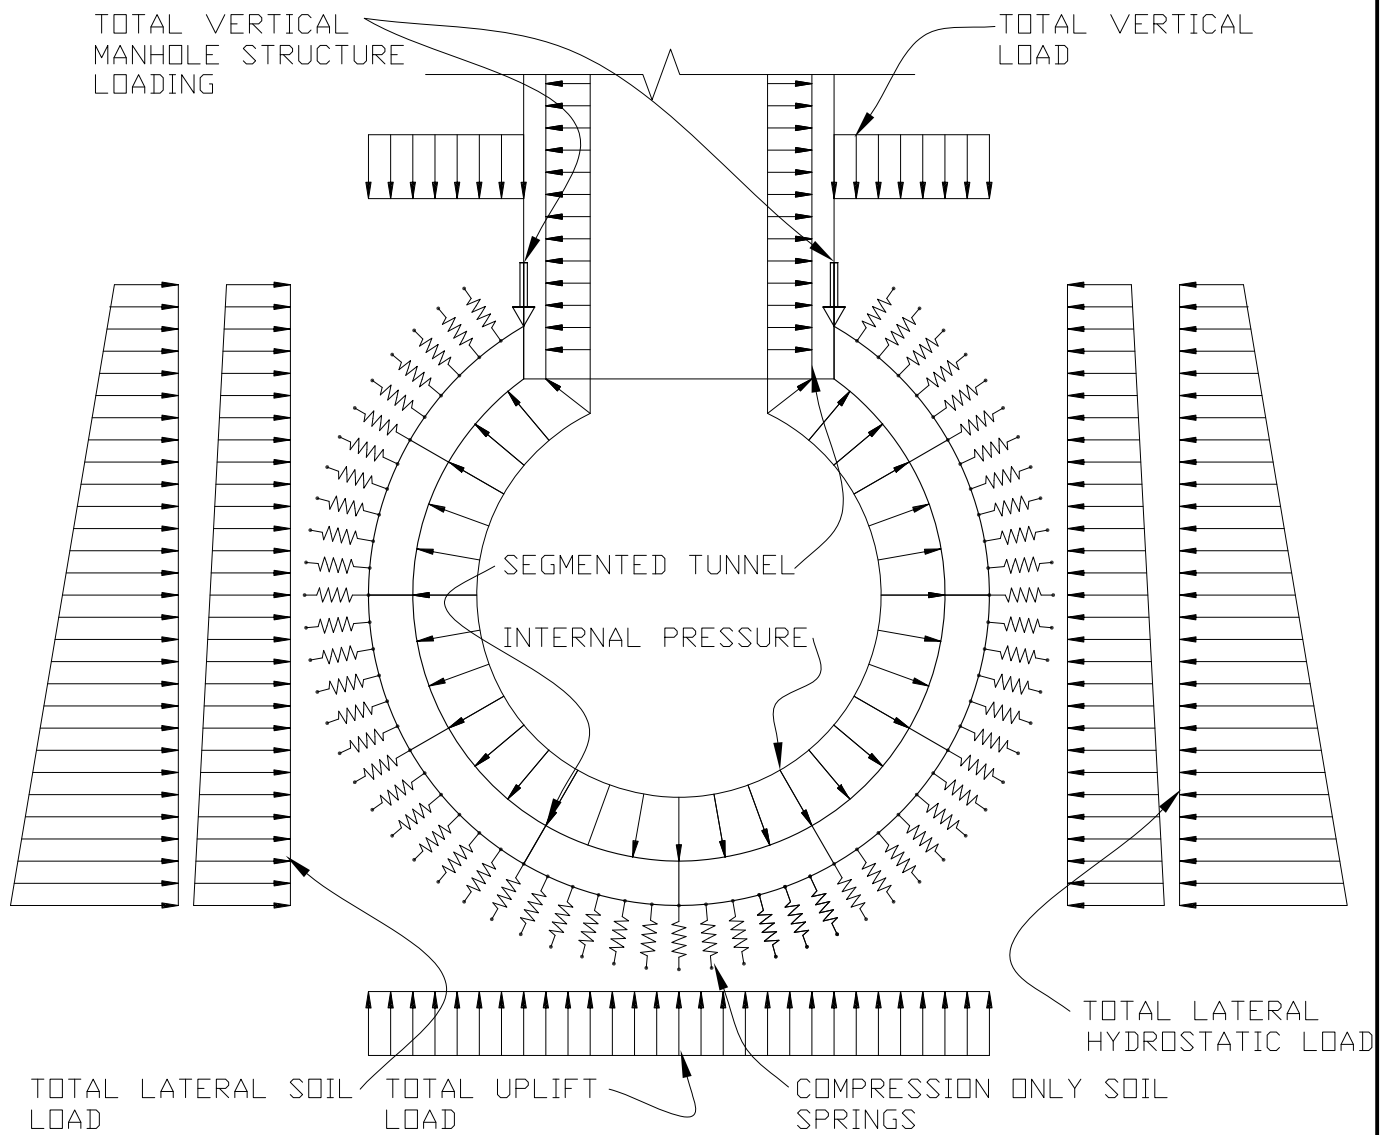 TOTAL VERTICAL
MANHOLE STRUCTURE
LOADING
TOTAL VERTICAL
LOAD
SEGMENTED TUNNEL
INTERNAL PRESSURE
TOTAL LATERAL
HYDROSTATIC LOAD
TOTAL LATERAL SOIL
LOAD
TOTAL UPLIFT
LOAD
COMPRESSION ONLY SOIL
SPRINGS